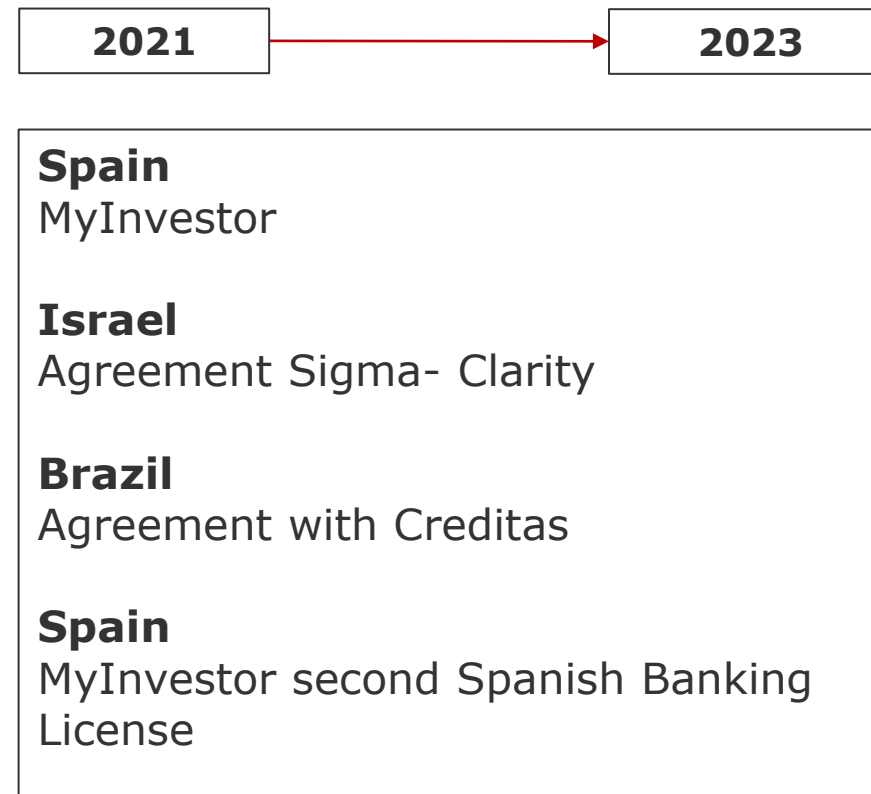 2021
2023
Spain
MyInvestor
Israel
Agreement Sigma- Clarity
Brazil
Agreement with Creditas
Spain
MyInvestor second Spanish Banking
License